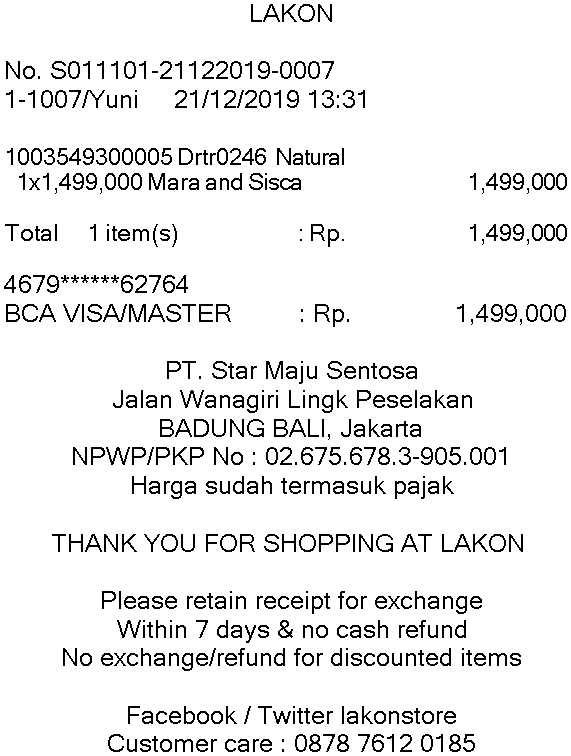 LAKON
No. S011101-21122019-0007
1-1007/Yuni 21/12/2019 13:31
1003549300005 Drtr0246 Natural
1x1,499,000 Mara and Sisca 1,499,000
Total 1 item(s) : Rp. 1,499,000
4679******62764
BCA VISA/MASTER : Rp. 1,499,000
PT. Star Maju Sentosa
Jalan Wanagiri Lingk Peselakan
BADUNG BALI, Jakarta
NPWP/PKP No : 02.675.678.3-905.001
Harga sudah termasuk pajak
THANK YOU FOR SHOPPING AT LAKON
Please retain receipt for exchange
Within 7 days & no cash refund
No exchange/refund for discounted items
Facebook / Twitter lakonstore
Customer care : 0878 7612 0185